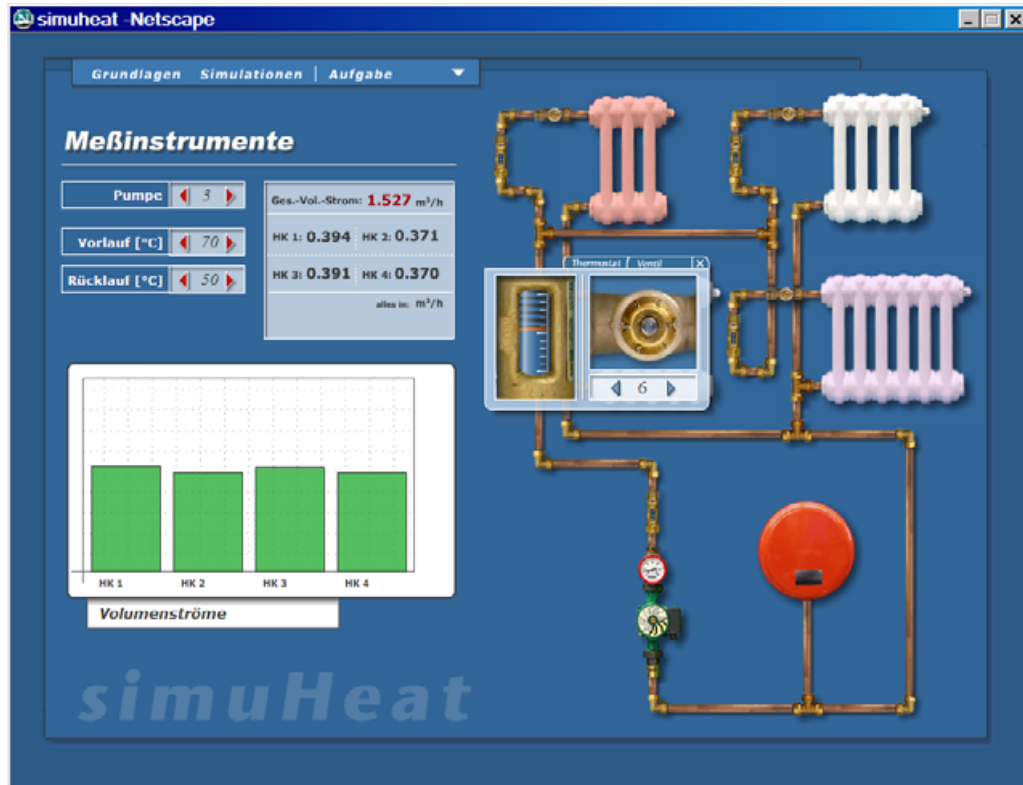 simuheat -Netscape
Grundlagen Simulationen | Aufgabe
Meßinstrumente
Pumpe 3
Vorlauf [°C] 70
Rücklauf [°C] 50
Ges.-Vol.-Strom: 1.527 m³/h
HK 1: 0.394 HK 2: 0.371
HK 3: 0.391 HK 4: 0.370
alles in: m³/h
Thermostat Ventil X
6
HK 1 HK 2 HK 3 HK 4
Volumenströme
simuHeat